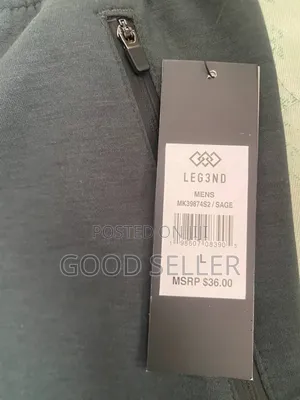 LEG3ND
MENS
MK3987452 / SAGE
L
MSRP $36.00
POSTED ON
GOOD SELLER